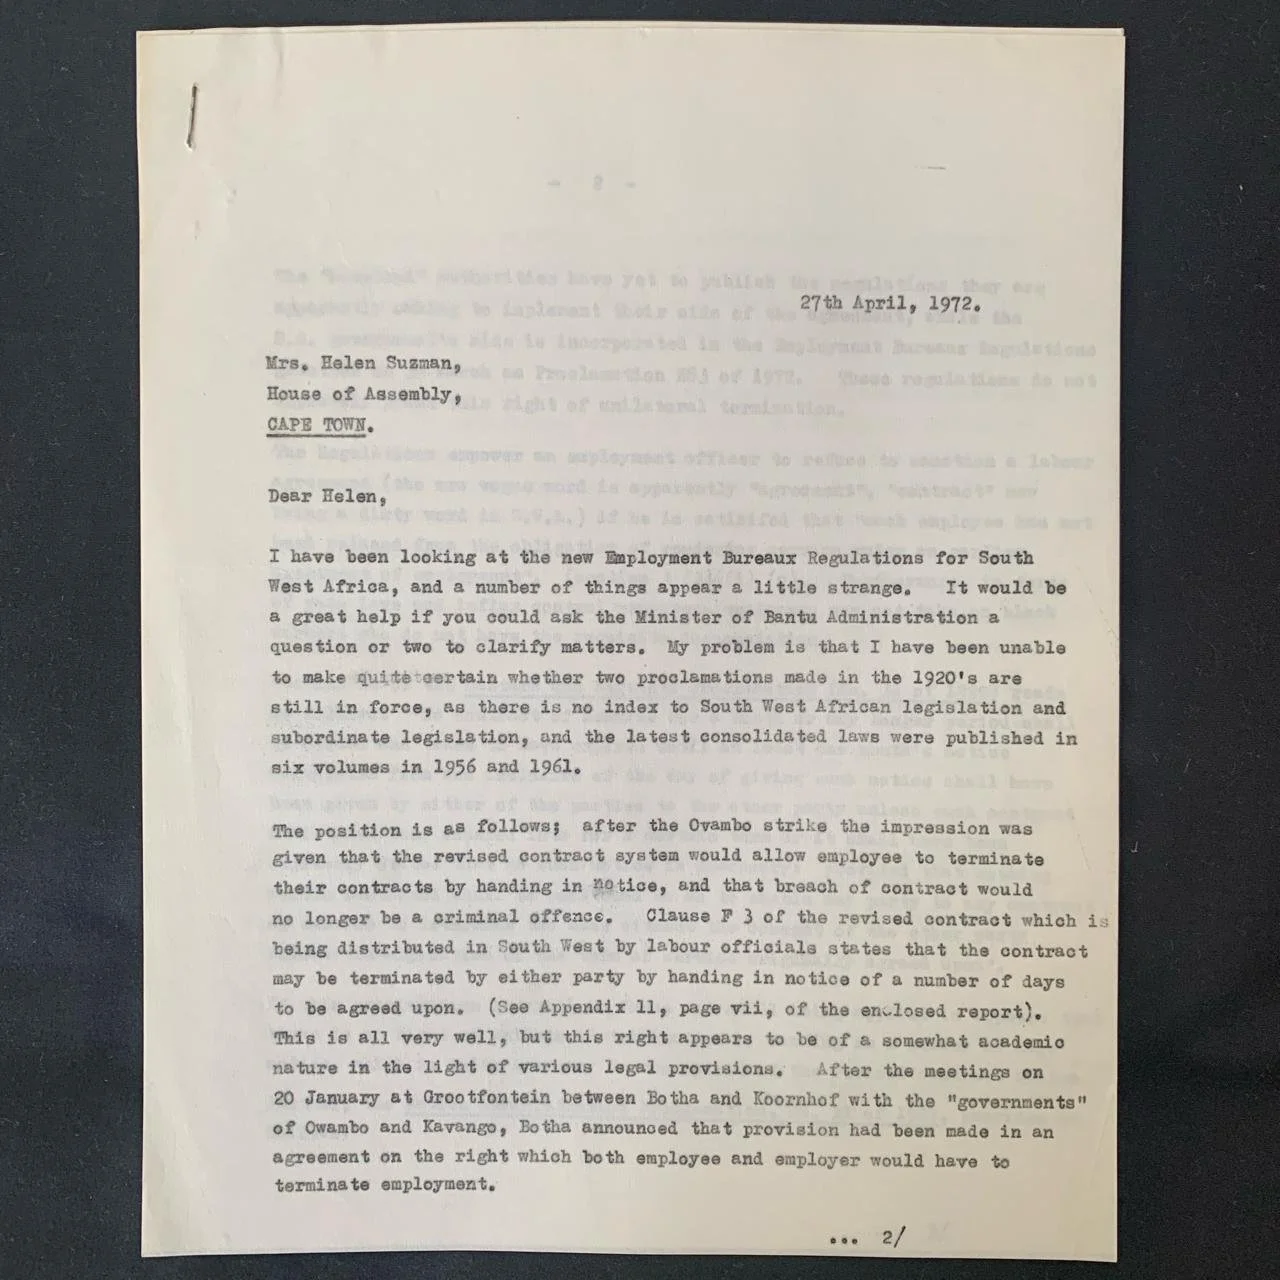 27th April, 1972.
Mrs. Helen Suzman,
House of Assembly,
CAPE TOWN.
Dear Helen,
I have been looking at the new Employment Bureaux Regulations for South
West Africa, and a number of things appear a little strange. It would be
a great help if you could ask the Minister of Bantu Administration a
question or two to clarify matters. My problem is that I have been unable
to make quite certain whether two proclamations made in the 1920's are
still in force, as there is no index to South West African legislation and
subordinate legislation, and the latest consolidated laws were published in
six volumes in 1956 and 1961.
The position is as follows; after the Ovambo strike the impression was
given that the revised contract system would allow employee to terminate
their contracts by handing in notice, and that breach of contract would
no longer be a criminal offence. Clause F 3 of the revised contract which is
being distributed in South West by labour officials states that the contract
may be terminated by either party by handing in notice of a number of days
to be agreed upon. (See Appendix 11, page vii, of the enclosed report).
This is all very well, but this right appears to be of a somewhat academic
nature in the light of various legal provisions. After the meetings on
20 January at Grootfontein between Botha and Koornhof with the "governments"
of Owambo and Kavango, Botha announced that provision had been made in an
agreement on the right which both employee and employer would have to
terminate employment.
... 2/